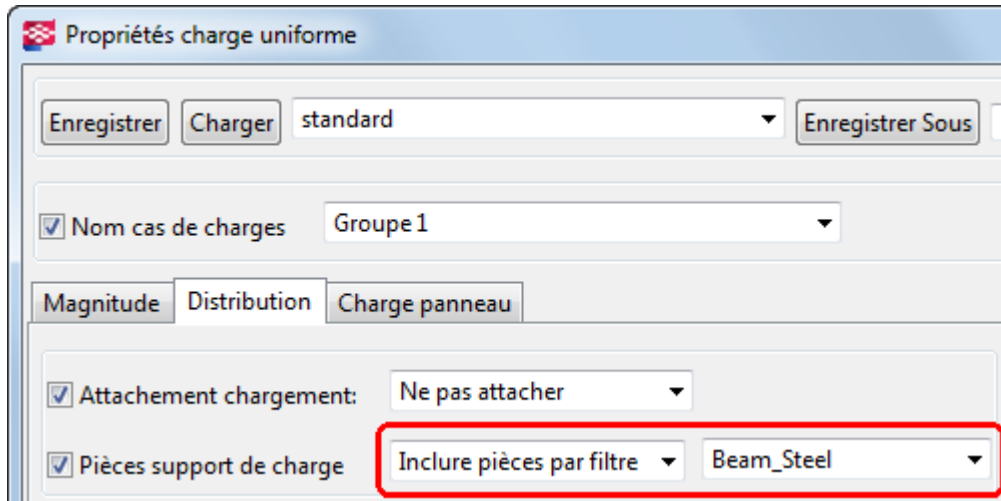 Propriétés charge uniforme
Enregistrer Charger standard Enregistrer Sous
Nom cas de charges Groupe 1
Magnitude Distribution Charge panneau
Attachement chargement: Ne pas attacher
Pièces support de charge Inclure pièces par filtre Beam_Steel